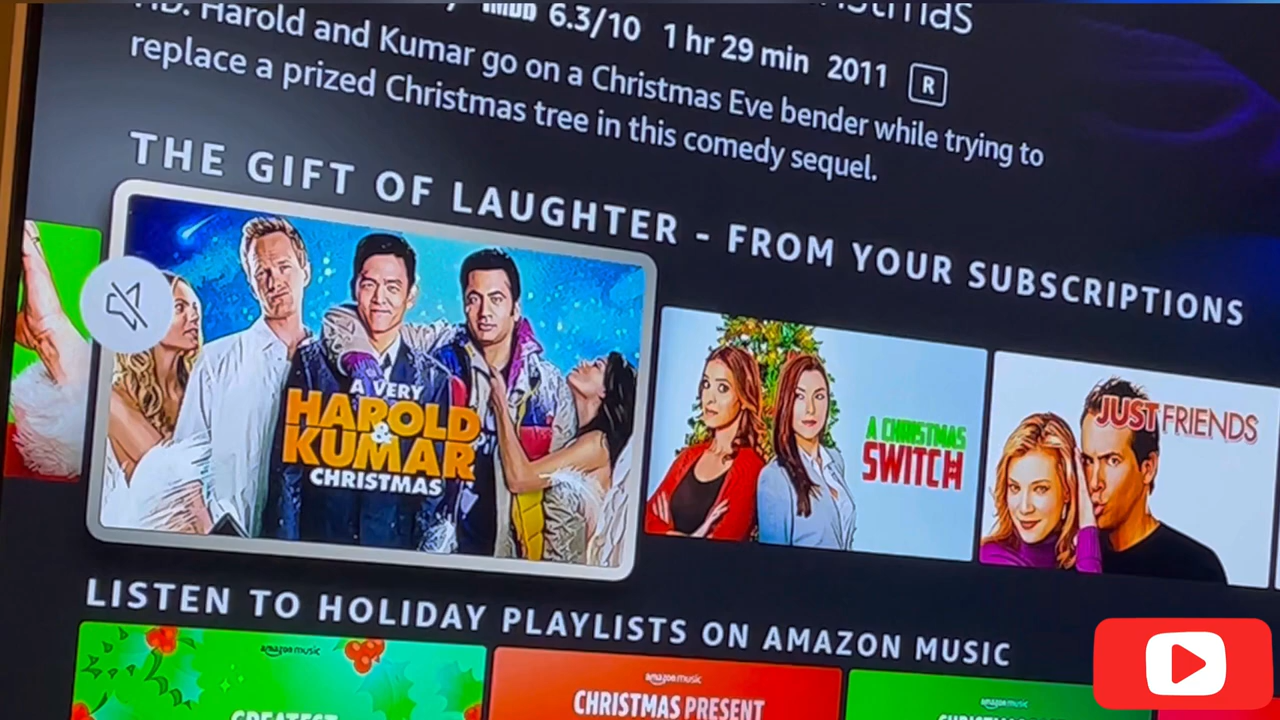 IMDb 6.3/10 1 hr 29 min 2011 R
Harold and Kumar go on a Christmas Eve bender while trying to
replace a prized Christmas tree in this comedy sequel.
THE GIFT OF LAUGHTER - FROM YOUR SUBSCRIPTIONS
A VERY
HAROLD
&
KUMAR
CHRISTMAS
A CHRISTMAS
SWITCH
JUST FRIENDS
LISTEN TO HOLIDAY PLAYLISTS ON AMAZON MUSIC
amazon music
amazon music
CHRISTMAS PRESENT
amazon music